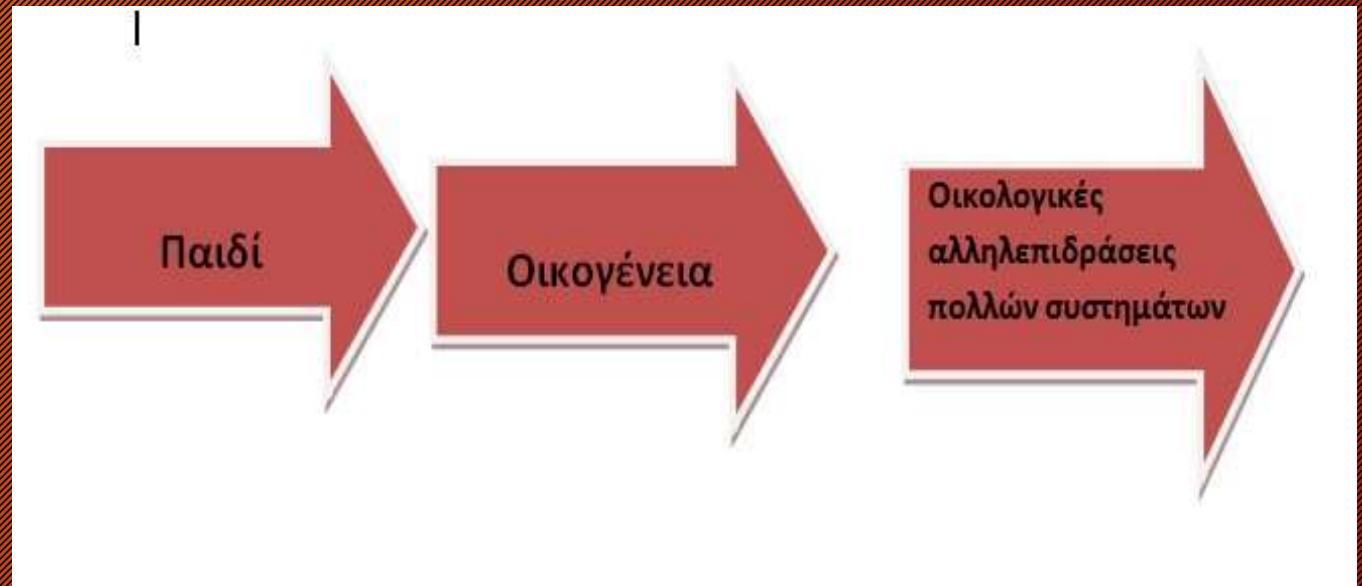 Παιδί
Οικογένεια
Οικολογικές
αλληλεπιδράσεις
πολλών συστημάτων